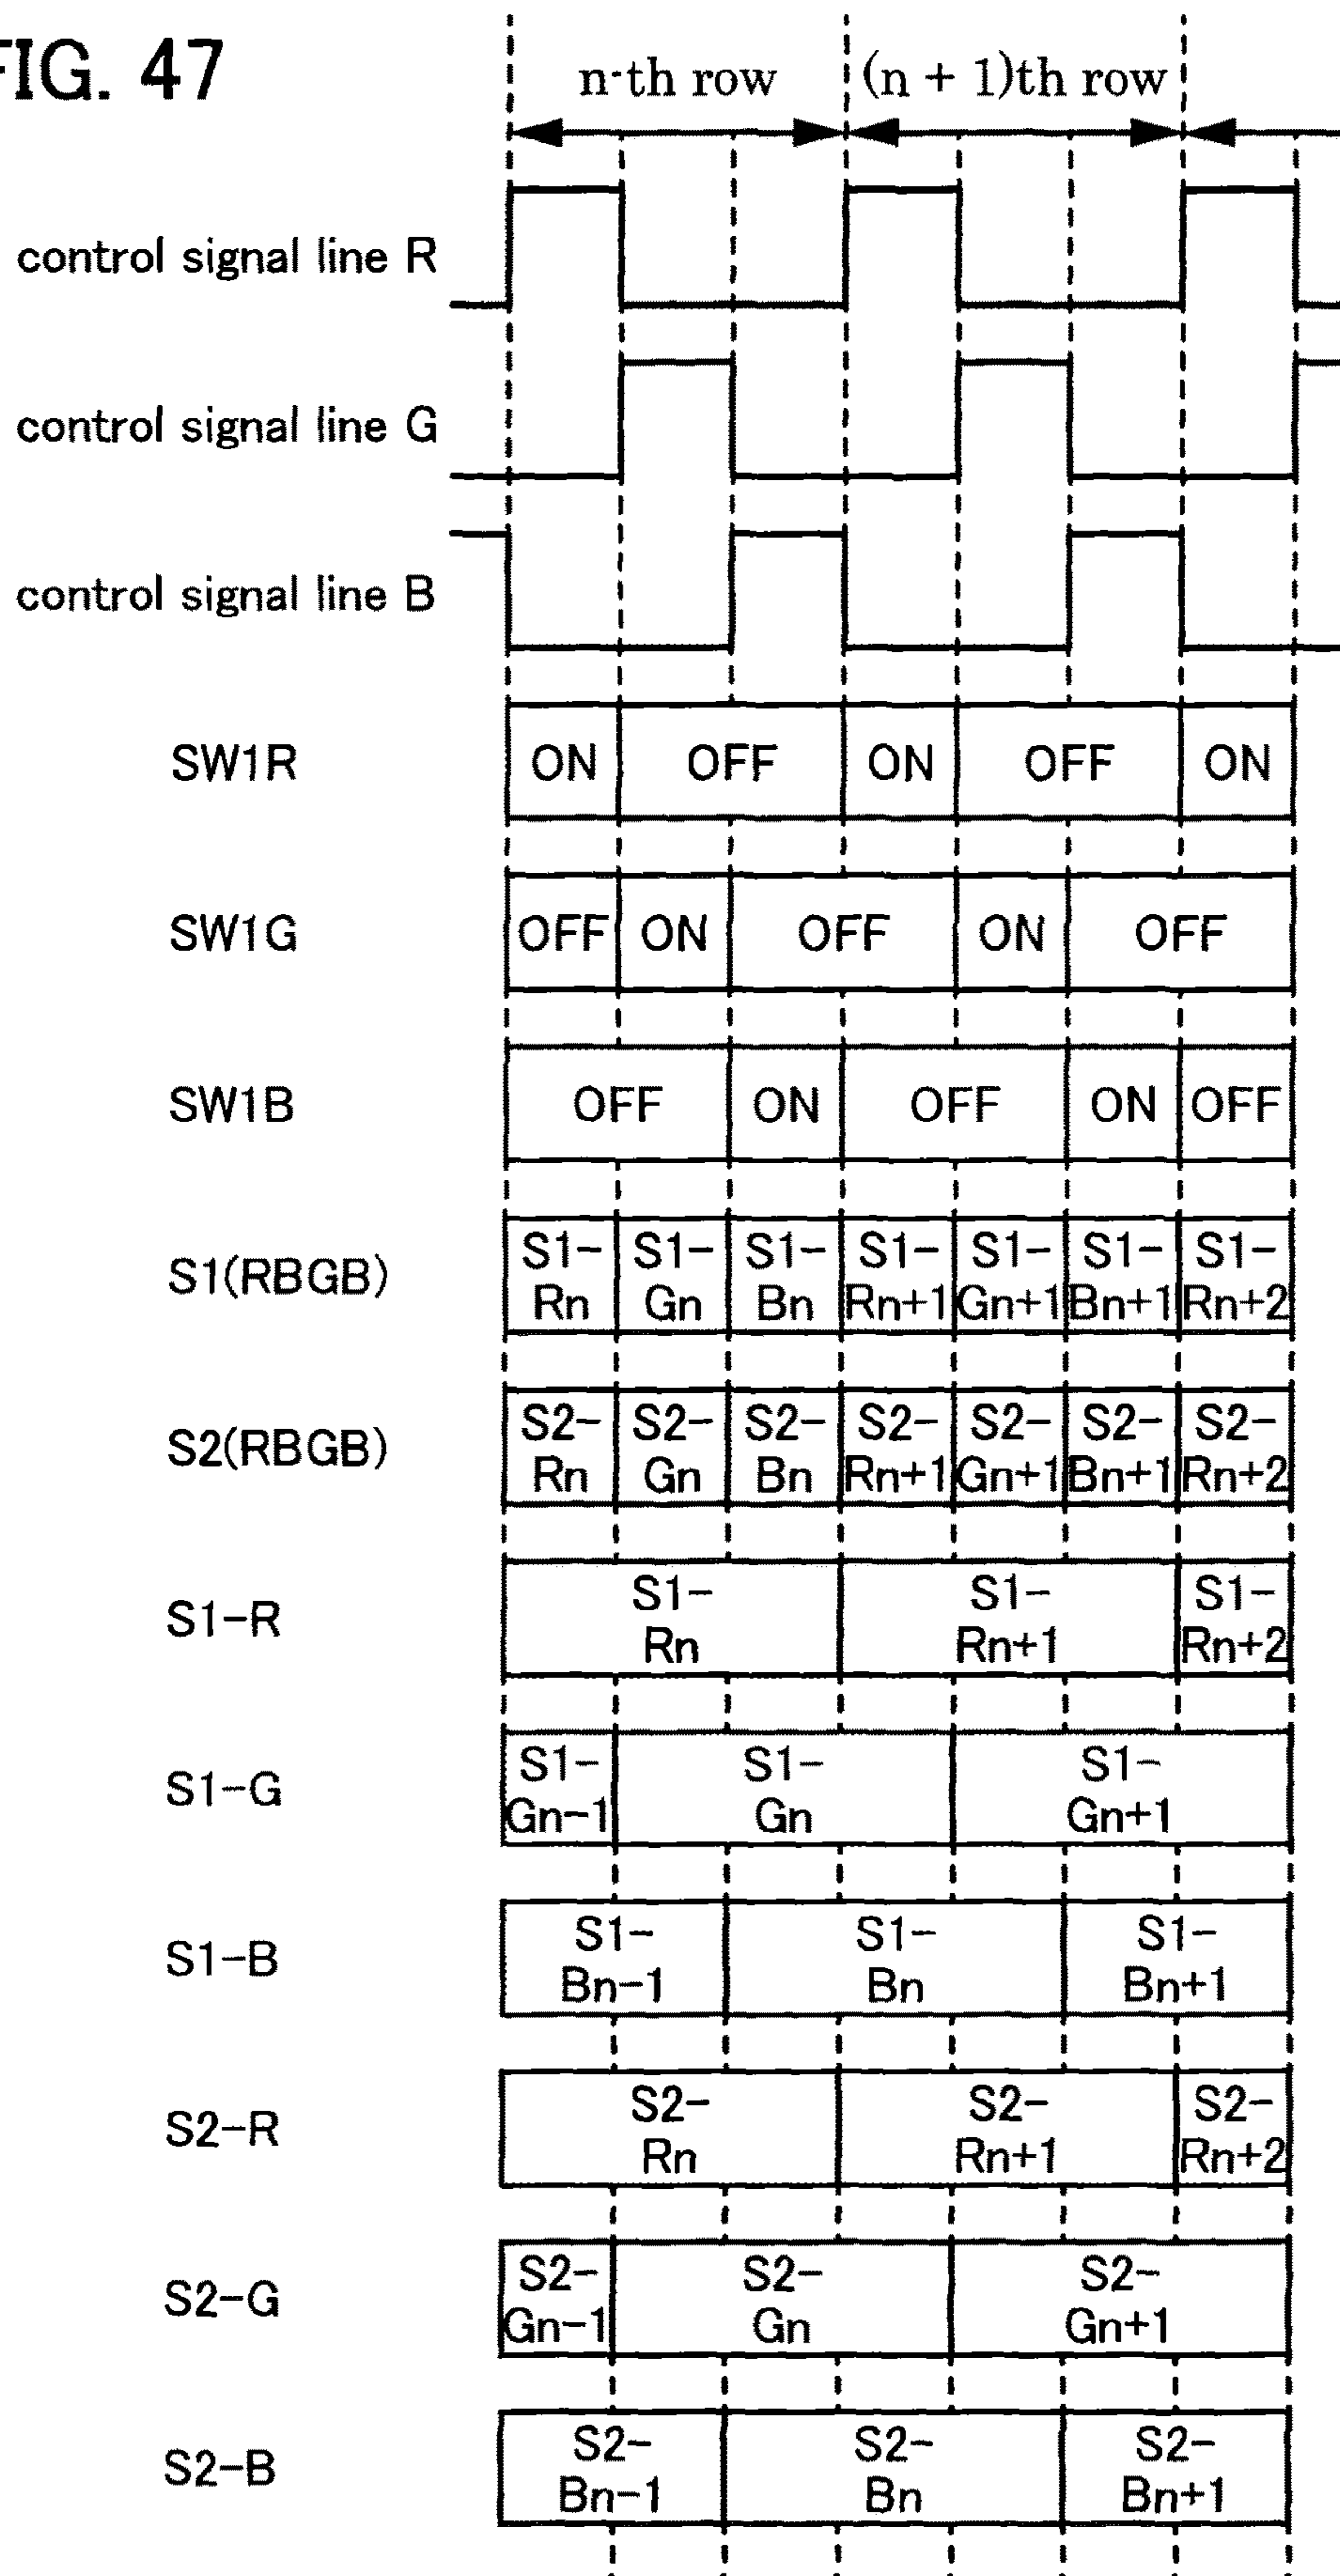 FIG. 47
n-th row (n + 1)th row
control signal line R
control signal line G
control signal line B
SW1R ON OFF ON OFF ON
SW1G OFF ON OFF ON OFF
SW1B OFF ON OFF ON OFF
S1(RBGB) S1- S1- S1- S1- S1- S1- S1-
Rn Gn Bn Rn+1 Gn+1 Bn+1 Rn+2
S2(RBGB) S2- S2- S2- S2- S2- S2- S2-
Rn Gn Bn Rn+1 Gn+1 Bn+1 Rn+2
S1-R S1- S1- S1-
Rn Rn+1 Rn+2
S1-G S1- S1- S1-
Gn-1 Gn Gn+1
S1-B S1- S1- S1-
Bn-1 Bn Bn+1
S2-R S2- S2- S2-
Rn Rn+1 Rn+2
S2-G S2- S2- S2-
Gn-1 Gn Gn+1
S2-B S2- S2- S2-
Bn-1 Bn Bn+1